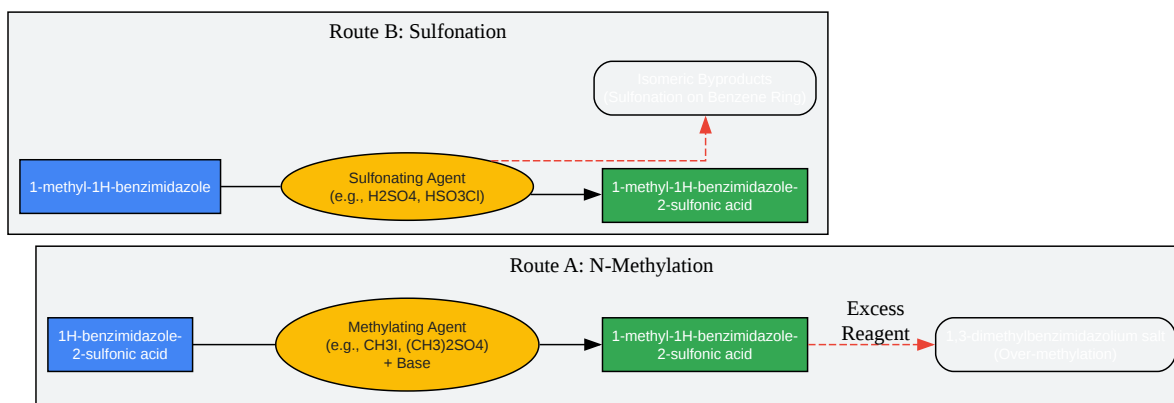 Route B: Sulfonation
Isomeric Byproducts
(Sulfonation on Benzene Ring)
1-methyl-1H-benzimidazole
Sulfonating Agent
(e.g., H2SO4, HSO3Cl)
1-methyl-1H-benzimidazole-
2-sulfonic acid
Route A: N-Methylation
1H-benzimidazole-
2-sulfonic acid
Methylating Agent
(e.g., CH3I, (CH3)2SO4)
+ Base
1-methyl-1H-benzimidazole-
2-sulfonic acid
Excess
Reagent
1,3-dimethylbenzimidazolium salt
(Over-methylation)